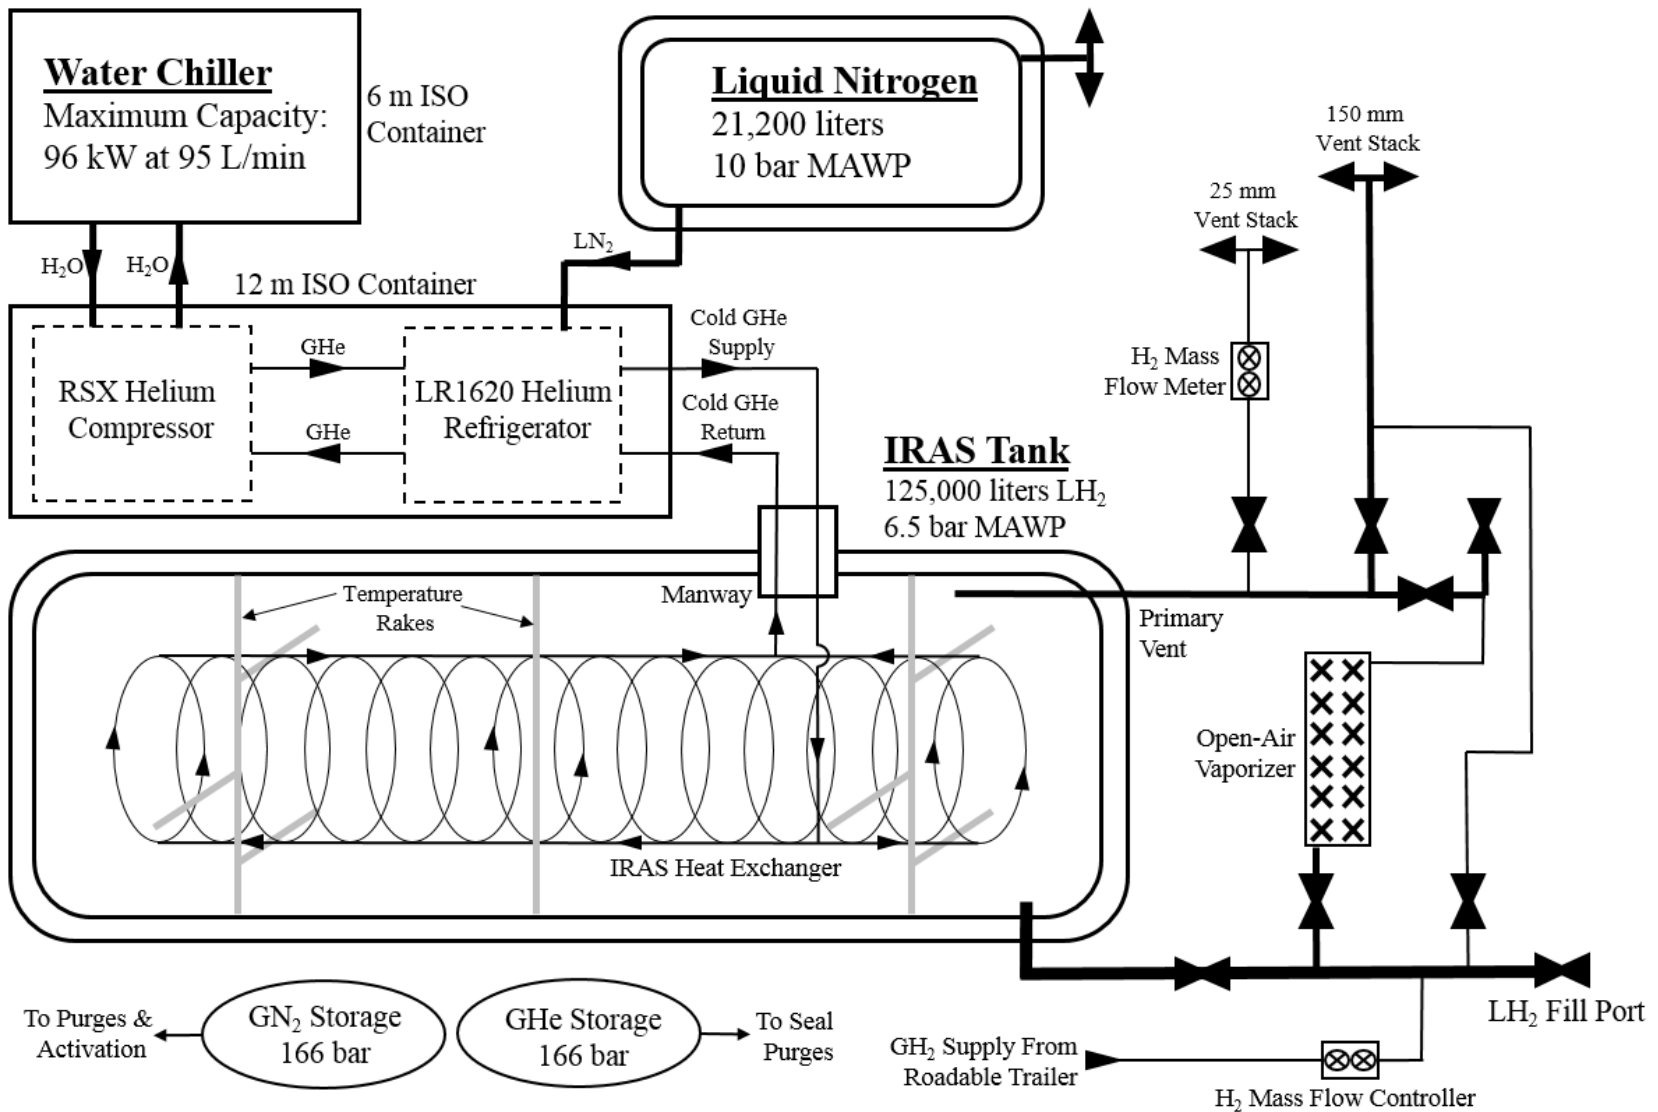 Water Chiller
Maximum Capacity:
96 kW at 95 L/min
6 m ISO
Container
Liquid Nitrogen
21,200 liters
10 bar MAWP
150 mm
Vent Stack
25 mm
Vent Stack
H₂O
H₂O
LN₂
12 m ISO Container
RSX Helium
Compressor
GHe
GHe
LR1620 Helium
Refrigerator
Cold GHe
Supply
Cold GHe
Return
H₂ Mass
Flow Meter
IRAS Tank
125,000 liters LH₂
6.5 bar MAWP
Temperature
Rakes
Manway
Primary
Vent
Open-Air
Vaporizer
IRAS Heat Exchanger
To Purges &
Activation
GN₂ Storage
166 bar
GHe Storage
166 bar
To Seal
Purges
LH₂ Fill Port
GH₂ Supply From
Roadable Trailer
H₂ Mass Flow Controller